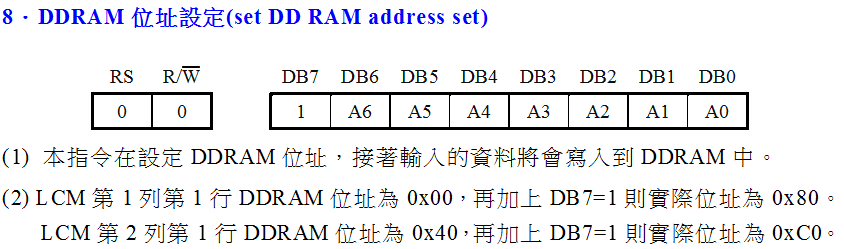 8．DDRAM 位址設定(set DD RAM address set)
RS R/W̅ DB7 DB6 DB5 DB4 DB3 DB2 DB1 DB0
0 0 1 A6 A5 A4 A3 A2 A1 A0
(1) 本指令在設定 DDRAM 位址，接著輸入的資料將會寫入到 DDRAM 中。
(2) LCM 第 1 列第 1 行 DDRAM 位址為 0x00，再加上 DB7=1 則實際位址為 0x80。
LCM 第 2 列第 1 行 DDRAM 位址為 0x40，再加上 DB7=1 則實際位址為 0xC0。